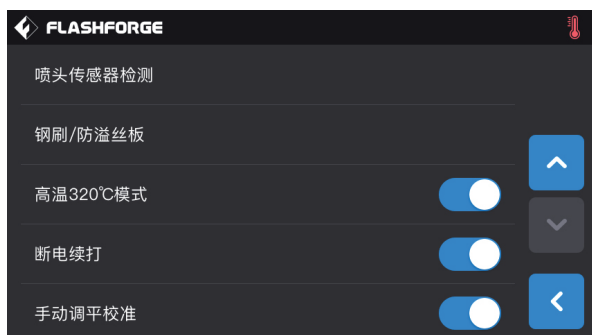 FLASHFORGE
喷头传感器检测
钢刷/防溢丝板
高温320℃模式
断电续打
手动调平校准